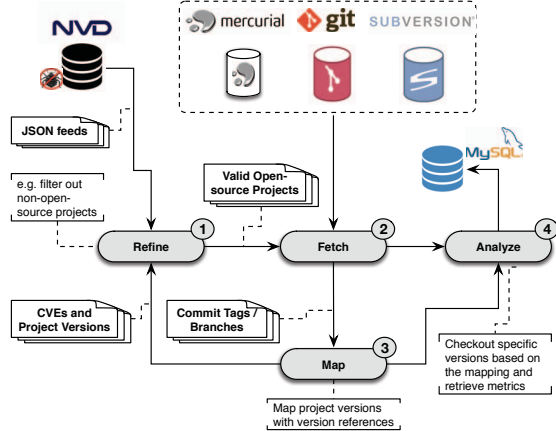 NVD
mercurial
git
SUBVERSION®
JSON feeds
MySQL
e.g. filter out
non-open-
source projects
Valid Open-
source Projects
1
Refine
2
Fetch
4
Analyze
CVEs and
Project Versions
Commit Tags /
Branches
3
Map
Checkout specific
versions based on
the mapping and
retrieve metrics
Map project versions
with version references